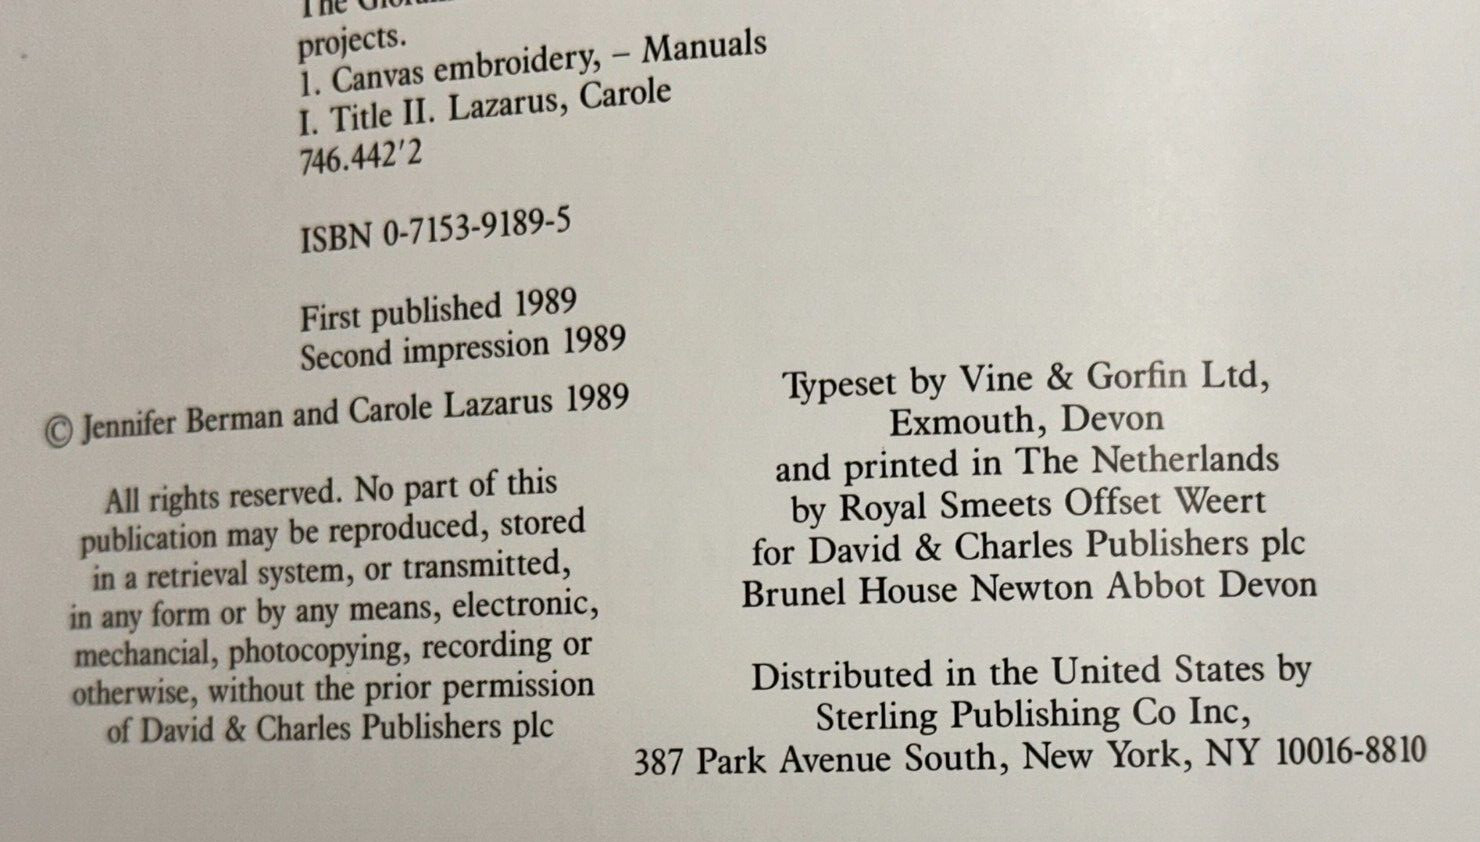 The
projects.
1. Canvas embroidery, – Manuals
I. Title II. Lazarus, Carole
746.442'2
ISBN 0-7153-9189-5
First published 1989
Second impression 1989
© Jennifer Berman and Carole Lazarus 1989
All rights reserved. No part of this
publication may be reproduced, stored
in a retrieval system, or transmitted,
in any form or by any means, electronic,
mechancial, photocopying, recording or
otherwise, without the prior permission
of David & Charles Publishers plc
Typeset by Vine & Gorfin Ltd,
Exmouth, Devon
and printed in The Netherlands
by Royal Smeets Offset Weert
for David & Charles Publishers plc
Brunel House Newton Abbot Devon
Distributed in the United States by
Sterling Publishing Co Inc,
387 Park Avenue South, New York, NY 10016-8810